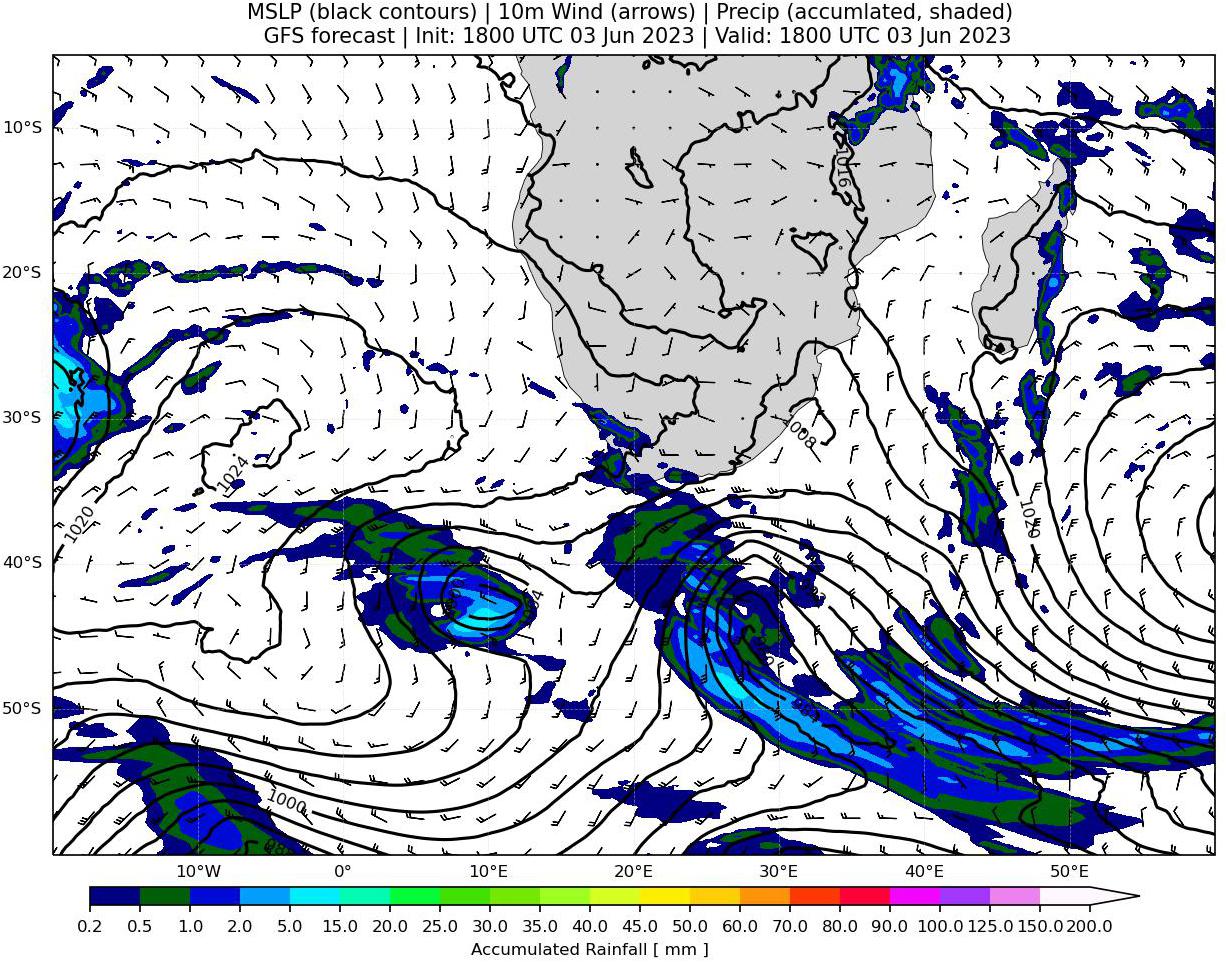 MSLP (black contours) | 10m Wind (arrows) | Precip (accumlated, shaded)
GFS forecast | Init: 1800 UTC 03 Jun 2023 | Valid: 1800 UTC 03 Jun 2023
10°S
1016
20°S
30°S
1008
1024
1020
1020
40°S
50°S
1000
10°W 0° 10°E 20°E 30°E 40°E 50°E
0.2 0.5 1.0 2.0 5.0 10.0 15.0* 20.0 25.0 30.0 35.0 40.0 45.0 50.0 60.0 70.0 80.0 90.0 100.0 125.0 150.0 200.0
Accumulated Rainfall [ mm ]